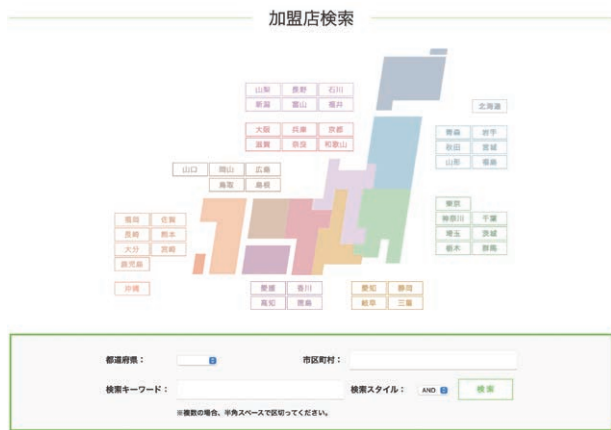 加盟店検索
山梨 長野 石川
新潟 富山 福井
北海道
大阪 兵庫 京都
滋賀 奈良 和歌山
青森 岩手
秋田 宮城
山形 福島
山口 岡山 広島
鳥取 島根
東京
神奈川 千葉
埼玉 茨城
栃木 群馬
福岡 佐賀
長崎 熊本
大分 宮崎
鹿児島
沖縄
愛媛 香川
高知 徳島
愛知 静岡
岐阜 三重
都道府県：
市区町村：
検索キーワード：
検索スタイル： AND 検索
※複数の場合、半角スペースで区切ってください。